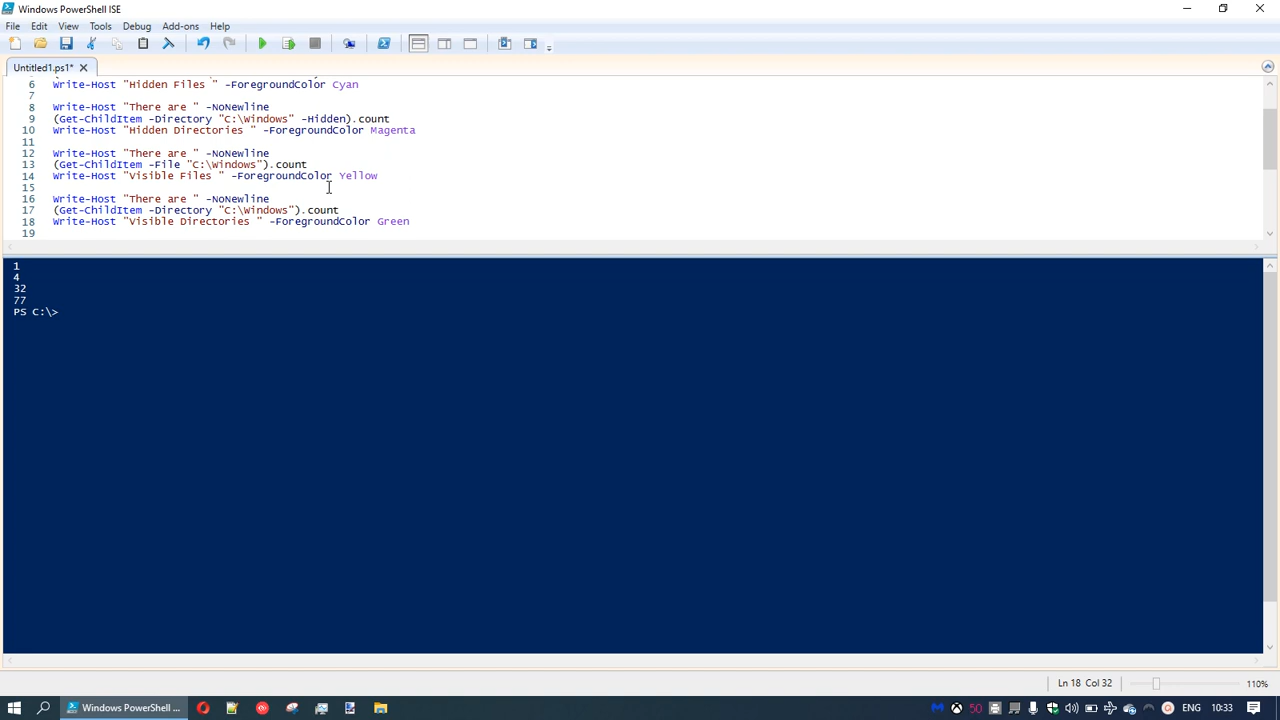 Windows PowerShell ISE
File Edit View Tools Debug Add-ons Help
Untitled1.ps1*
6 Write-Host "Hidden Files " -ForegroundColor Cyan
7
8 Write-Host "There are " -NoNewline
9 (Get-ChildItem -Directory "C:\Windows" -Hidden).count
10 Write-Host "Hidden Directories " -ForegroundColor Magenta
11
12 Write-Host "There are " -NoNewline
13 (Get-ChildItem -File "C:\Windows").count
14 Write-Host "Visible Files " -ForegroundColor Yellow
15
16 Write-Host "There are " -NoNewline
17 (Get-ChildItem -Directory "C:\Windows").count
18 Write-Host "Visible Directories " -ForegroundColor Green
19
1
4
32
77
PS C:\>
Ln 18 Col 32 110%
Windows PowerShell ... 50 ENG 10:33